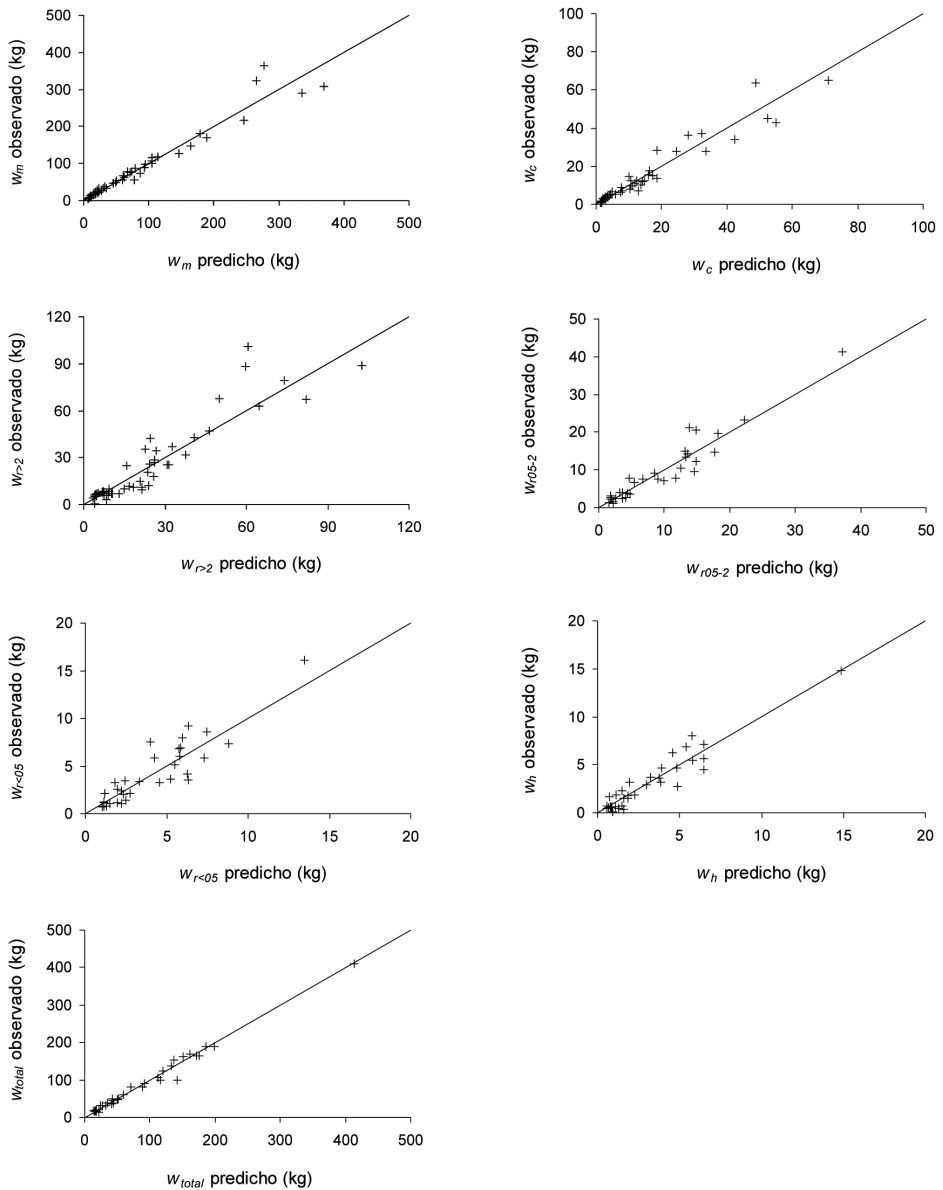 500
400
300
200
100
0
0 100 200 300 400 500
wm observado (kg)
wm predicho (kg)
100
80
60
40
20
0
0 20 40 60 80 100
wc observado (kg)
wc predicho (kg)
120
90
60
30
0
0 30 60 90 120
wr>2 observado (kg)
wr>2 predicho (kg)
50
40
30
20
10
0
0 10 20 30 40 50
wr05-2 observado (kg)
wr05-2 predicho (kg)
20
15
10
5
0
0 5 10 15 20
wr<05 observado (kg)
wr<05 predicho (kg)
20
15
10
5
0
0 5 10 15 20
wh observado (kg)
wh predicho (kg)
500
400
300
200
100
0
0 100 200 300 400 500
wtotal observado (kg)
wtotal predicho (kg)